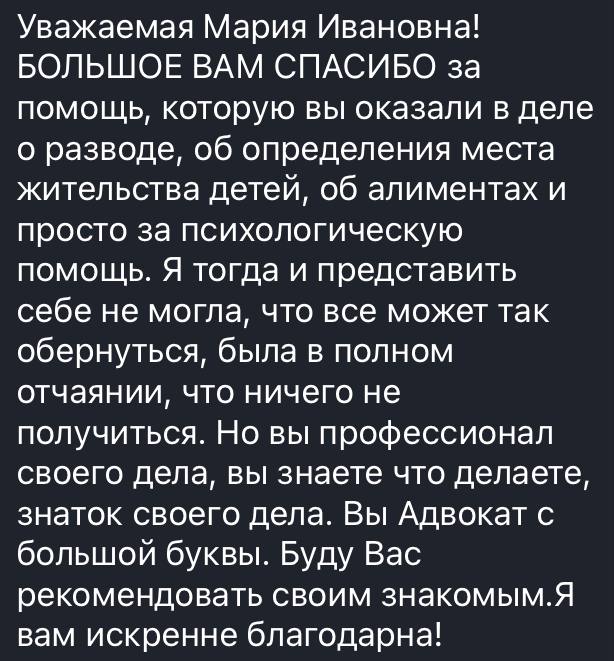 Уважаемая Мария Ивановна!
БОЛЬШОЕ ВАМ СПАСИБО за
помощь, которую вы оказали в деле
о разводе, об определения места
жительства детей, об алиментах и
просто за психологическую
помощь. Я тогда и представить
себе не могла, что все может так
обернуться, была в полном
отчаянии, что ничего не
получиться. Но вы профессионал
своего дела, вы знаете что делаете,
знаток своего дела. Вы Адвокат с
большой буквы. Буду Вас
рекомендовать своим знакомым.Я
вам искренне благодарна!